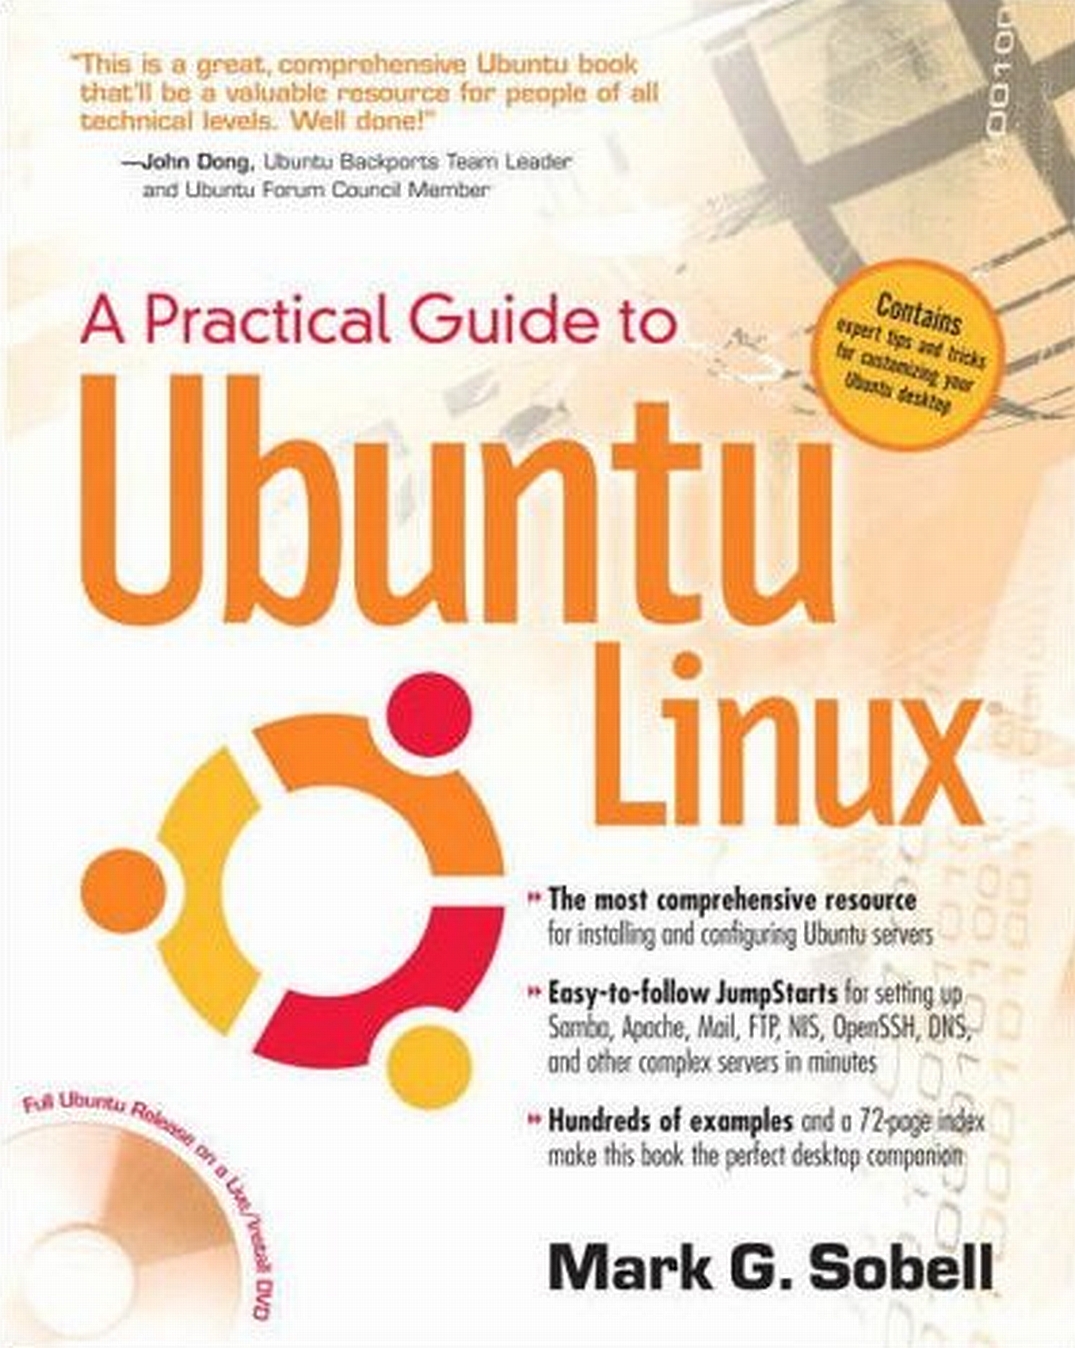 "This is a great, comprehensive Ubuntu book
that'll be a valuable resource for people of all
technical levels. Well done!"
—John Dong, Ubuntu Backports Team Leader
and Ubuntu Forum Council Member
A Practical Guide to
Ubuntu
Linux®
Contains
expert tips and tricks
for customizing your
Ubuntu desktop
The most comprehensive resource
for installing and configuring Ubuntu servers
Easy-to-follow JumpStarts for setting up
Samba, Apache, Mail, FTP, NIS, OpenSSH, DNS,
and other complex servers in minutes
Hundreds of examples and a 72-page index
make this book the perfect desktop companion
Full Ubuntu Release on a Live/Install DVD
Mark G. Sobell